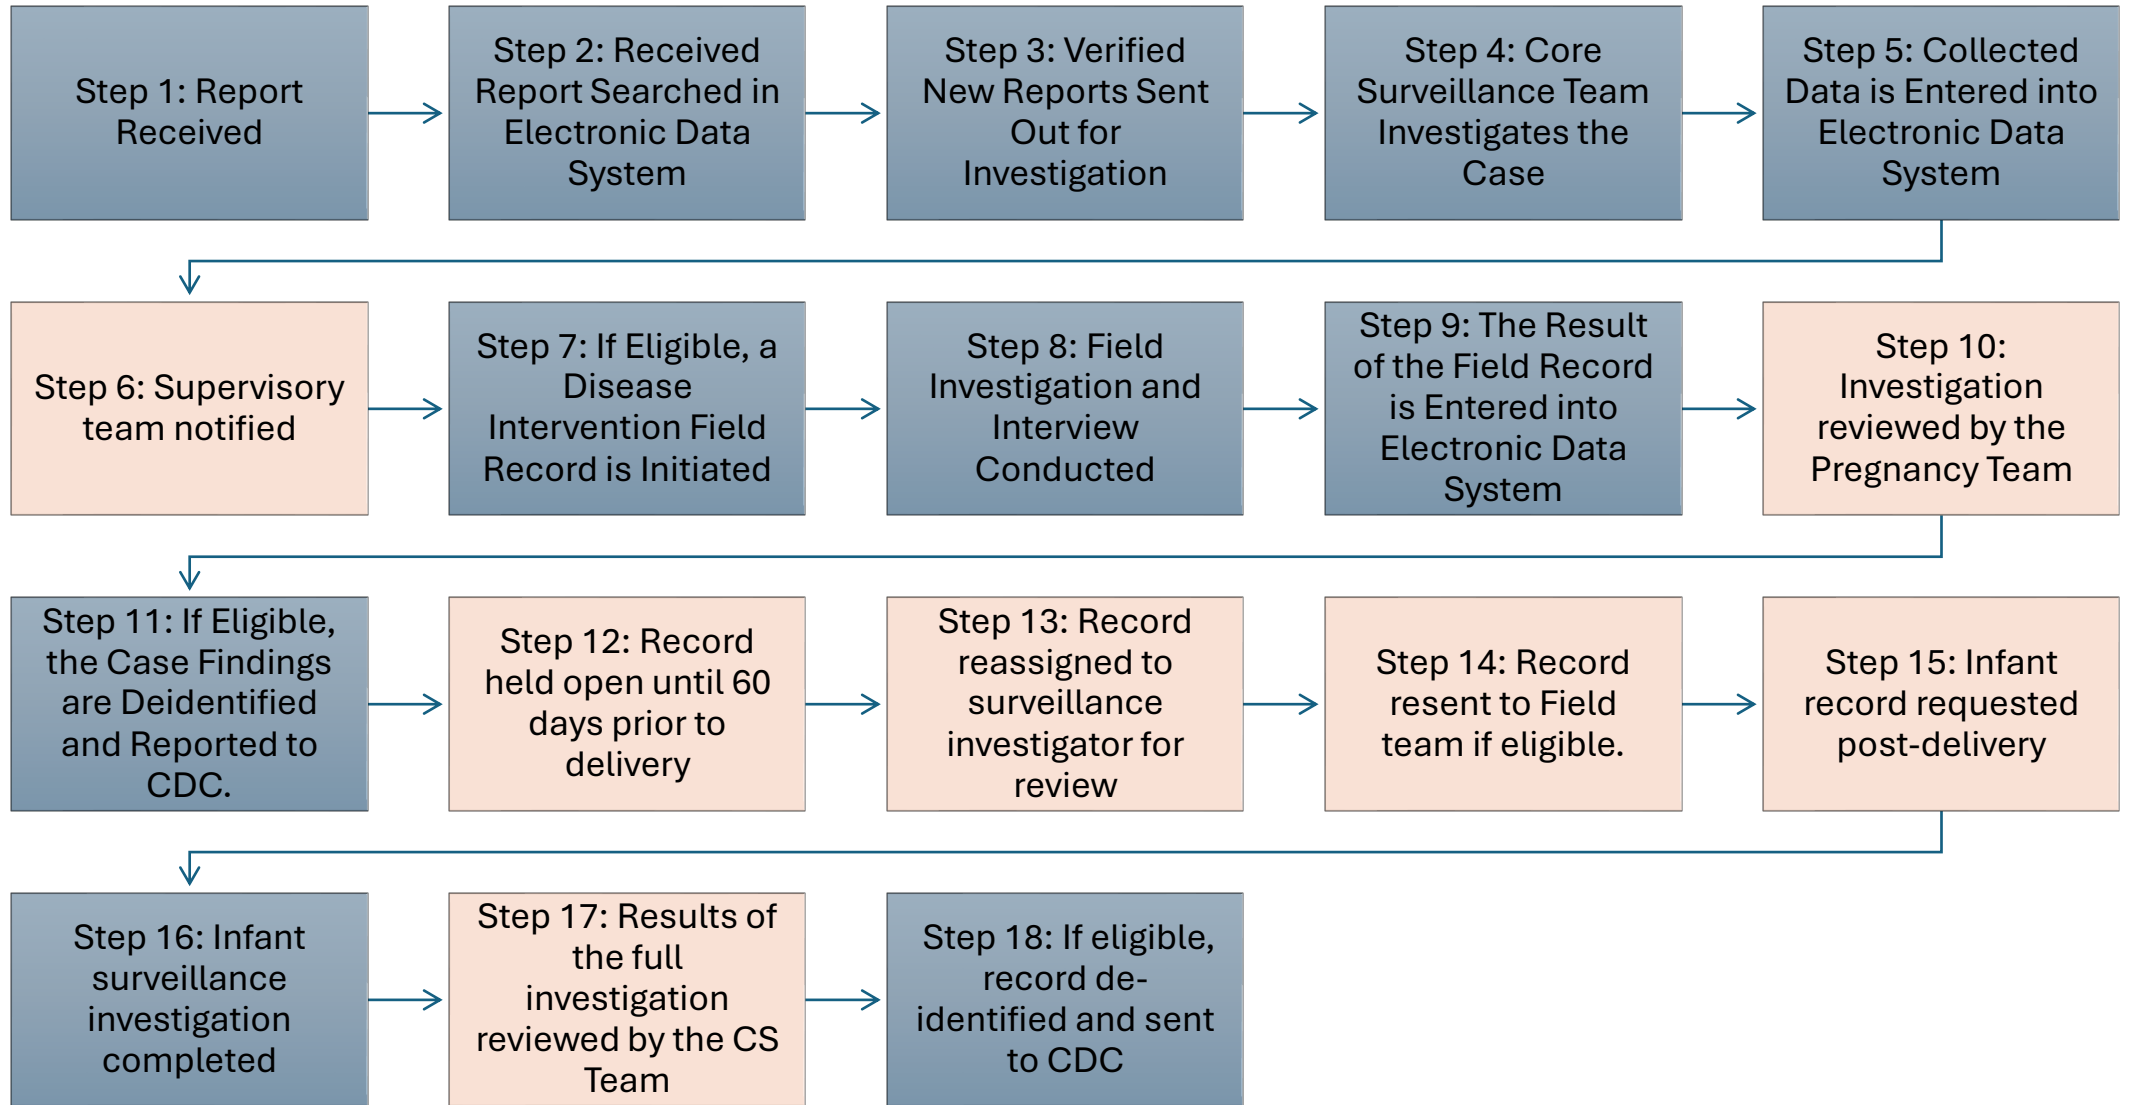 Step 1: Report
Received
Step 2: Received
Report Searched in
Electronic Data
System
Step 3: Verified
New Reports Sent
Out for
Investigation
Step 4: Core
Surveillance Team
Investigates the
Case
Step 5: Collected
Data is Entered into
Electronic Data
System
Step 6: Supervisory
team notified
Step 7: If Eligible, a
Disease
Intervention Field
Record is Initiated
Step 8: Field
Investigation and
Interview
Conducted
Step 9: The Result
of the Field Record
is Entered into
Electronic Data
System
Step 10:
Investigation
reviewed by the
Pregnancy Team
Step 11: If Eligible,
the Case Findings
are Deidentified
and Reported to
CDC.
Step 12: Record
held open until 60
days prior to
delivery
Step 13: Record
reassigned to
surveillance
investigator for
review
Step 14: Record
resent to Field
team if eligible.
Step 15: Infant
record requested
post-delivery
Step 16: Infant
surveillance
investigation
completed
Step 17: Results of
the full
investigation
reviewed by the CS
Team
Step 18: If eligible,
record de-
identified and sent
to CDC